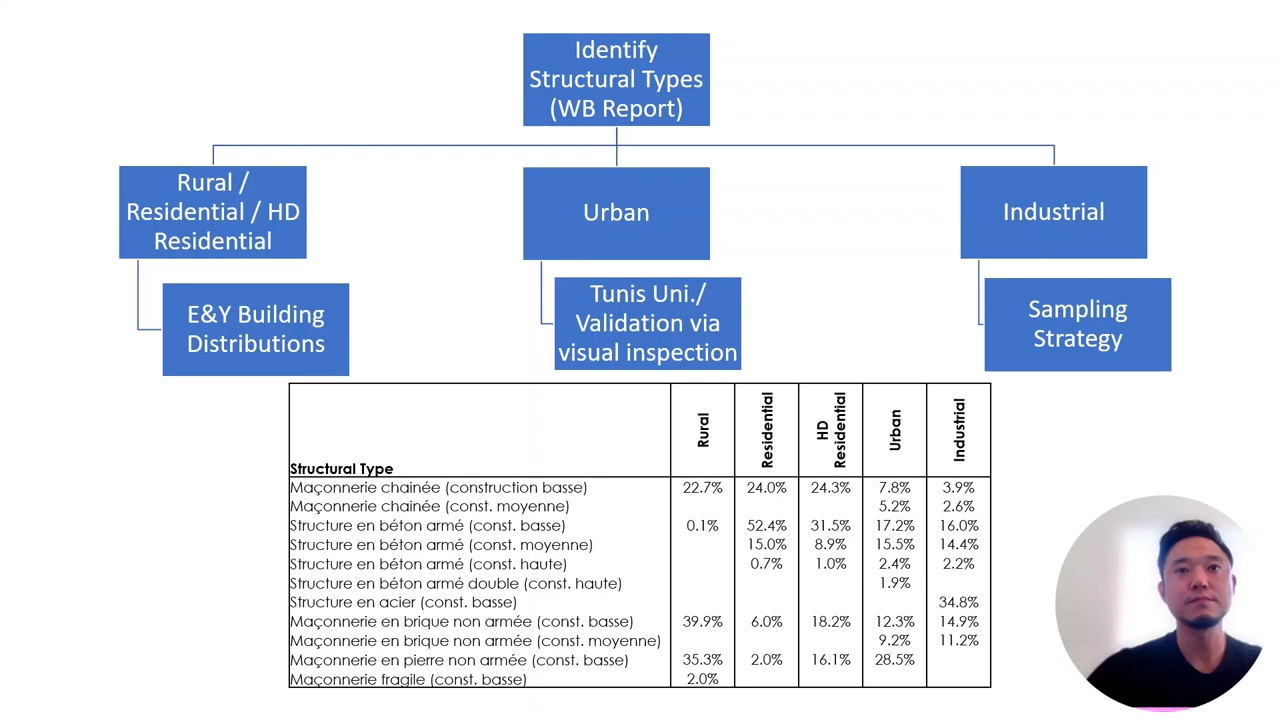 Identify
Structural Types
(WB Report)
Rural /
Residential / HD
Residential
Urban
Industrial
E&Y Building
Distributions
Tunis Uni./
Validation via
visual inspection
Sampling
Strategy
Structural Type Rural Residential HD Residential Urban Industrial
Maçonnerie chainée (construction basse) 22.7% 24.0% 24.3% 7.8% 3.9%
Maçonnerie chainée (const. moyenne) 5.2% 2.6%
Structure en béton armé (const. basse) 0.1% 52.4% 31.5% 17.2% 16.0%
Structure en béton armé (const. moyenne) 15.0% 8.9% 15.5% 14.4%
Structure en béton armé (const. haute) 0.7% 1.0% 2.4% 2.2%
Structure en béton armé double (const. haute) 1.9%
Structure en acier (const. basse) 34.8%
Maçonnerie en brique non armée (const. basse) 39.9% 6.0% 18.2% 12.3% 14.9%
Maçonnerie en brique non armée (const. moyenne) 9.2% 11.2%
Maçonnerie en pierre non armée (const. basse) 35.3% 2.0% 16.1% 28.5%
Maçonnerie fragile (const. basse) 2.0%